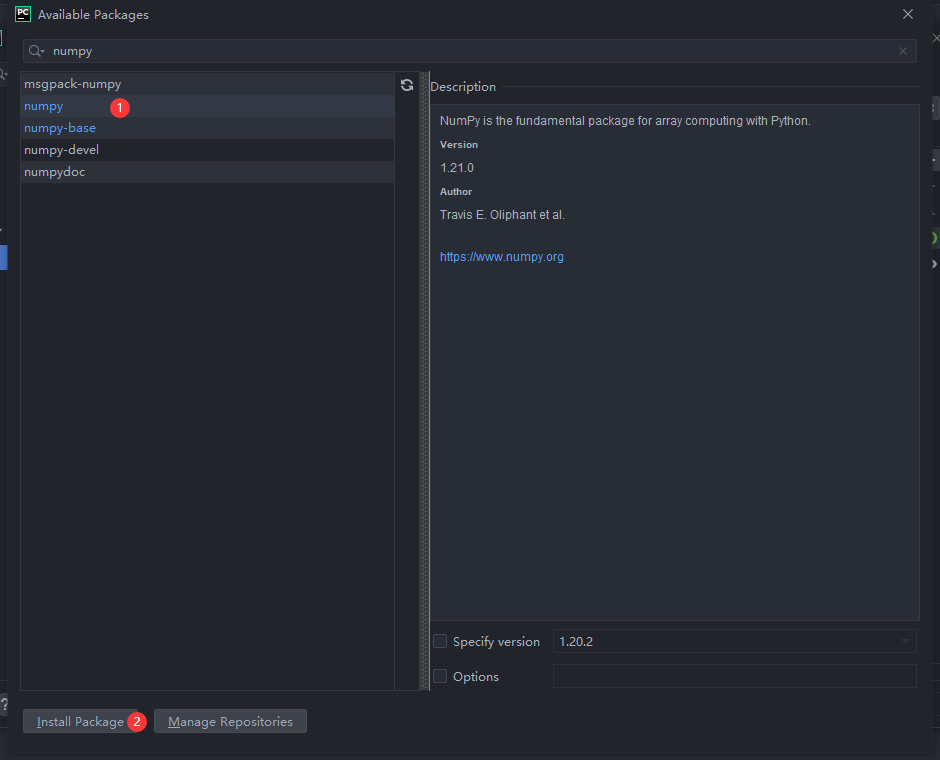 PC Available Packages
numpy
msgpack-numpy
numpy 1
numpy-base
numpy-devel
numpydoc
Description
NumPy is the fundamental package for array computing with Python.
Version
1.21.0
Author
Travis E. Oliphant et al.
https://www.numpy.org
Specify version 1.20.2
Options
Install Package 2 Manage Repositories
?